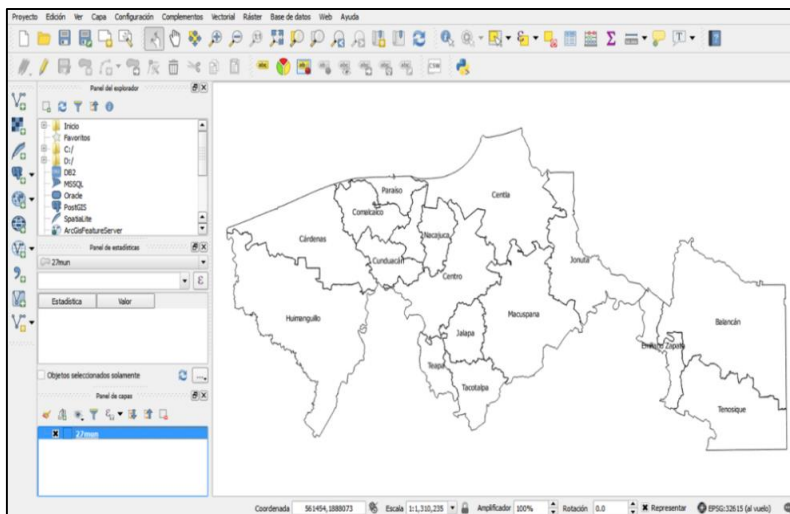 Proyecto Edición Ver Capa Configuración Complementos Vectorial Ráster Base de datos Web Ayuda
Panel del explorador
Inicio
Favoritos
C:/
D:/
DB2
MSSQL
Oracle
PostGIS
SpatiaLite
ArcGisFeatureServer
Panel de estadísticas
27mun
Estadística Valor
Objetos seleccionados solamente
Panel de capas
27mun
Paraíso
Centla
Comalcalco
Cárdenas
Nacajuca
Cunduacán
Jonuta
Centro
Huimanguillo
Macuspana
Balancán
Jalapa
Emiliano Zapata
Teapa
Tacotalpa
Tenosique
Coordenada 561454,1888073 Escala 1:1,310,235 Amplificador 100% Rotación 0.0 Representar EPSG:32615 (al vuelo)